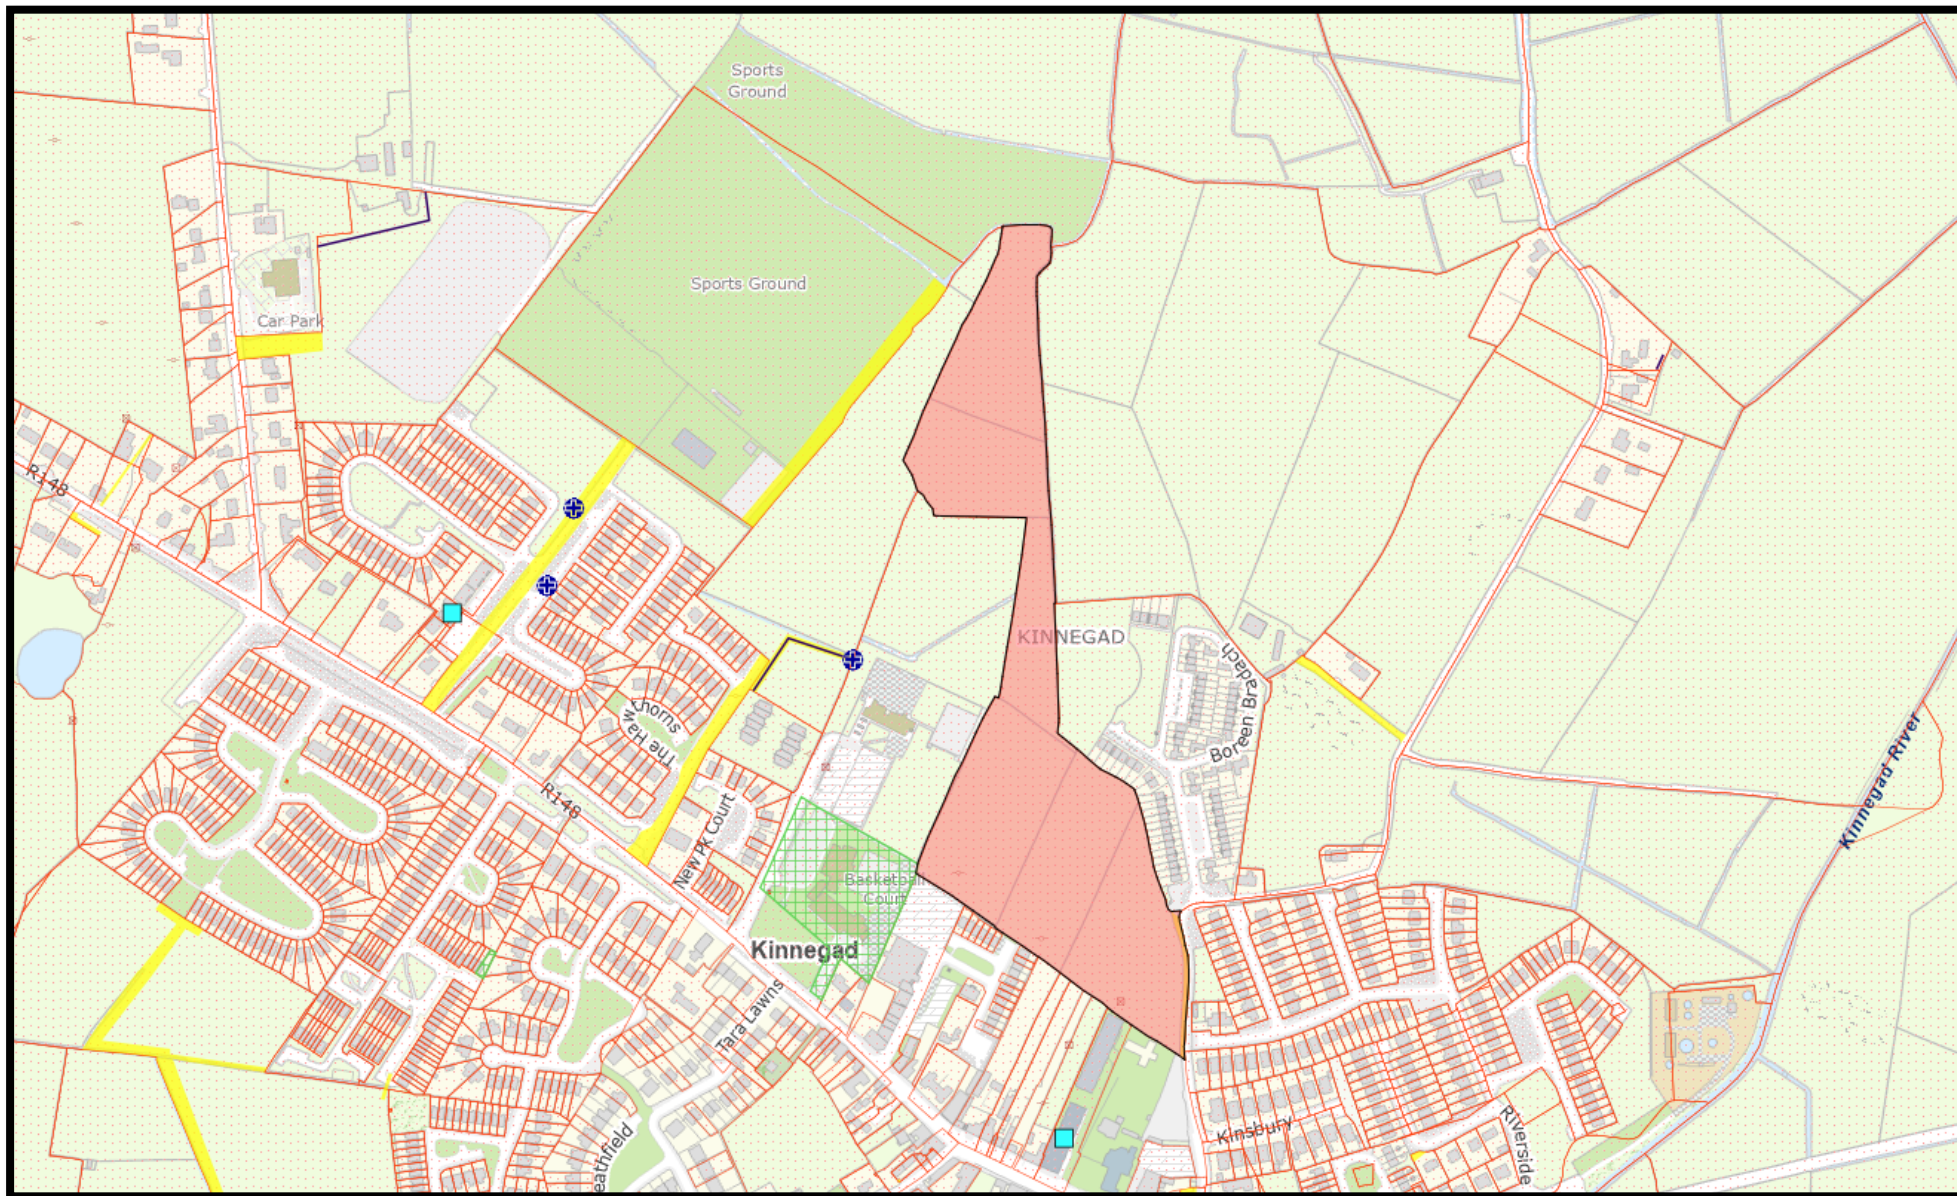 Sports
Ground
Sports Ground
Car Park
R148
KINNEGAD
Boreen Bradach
The Hawthorns
R148
New Pk Court
Kinnegad River
Basketball
Court
Kinnegad
Tara Lawns
Kinsbury
Riverside
eathfield